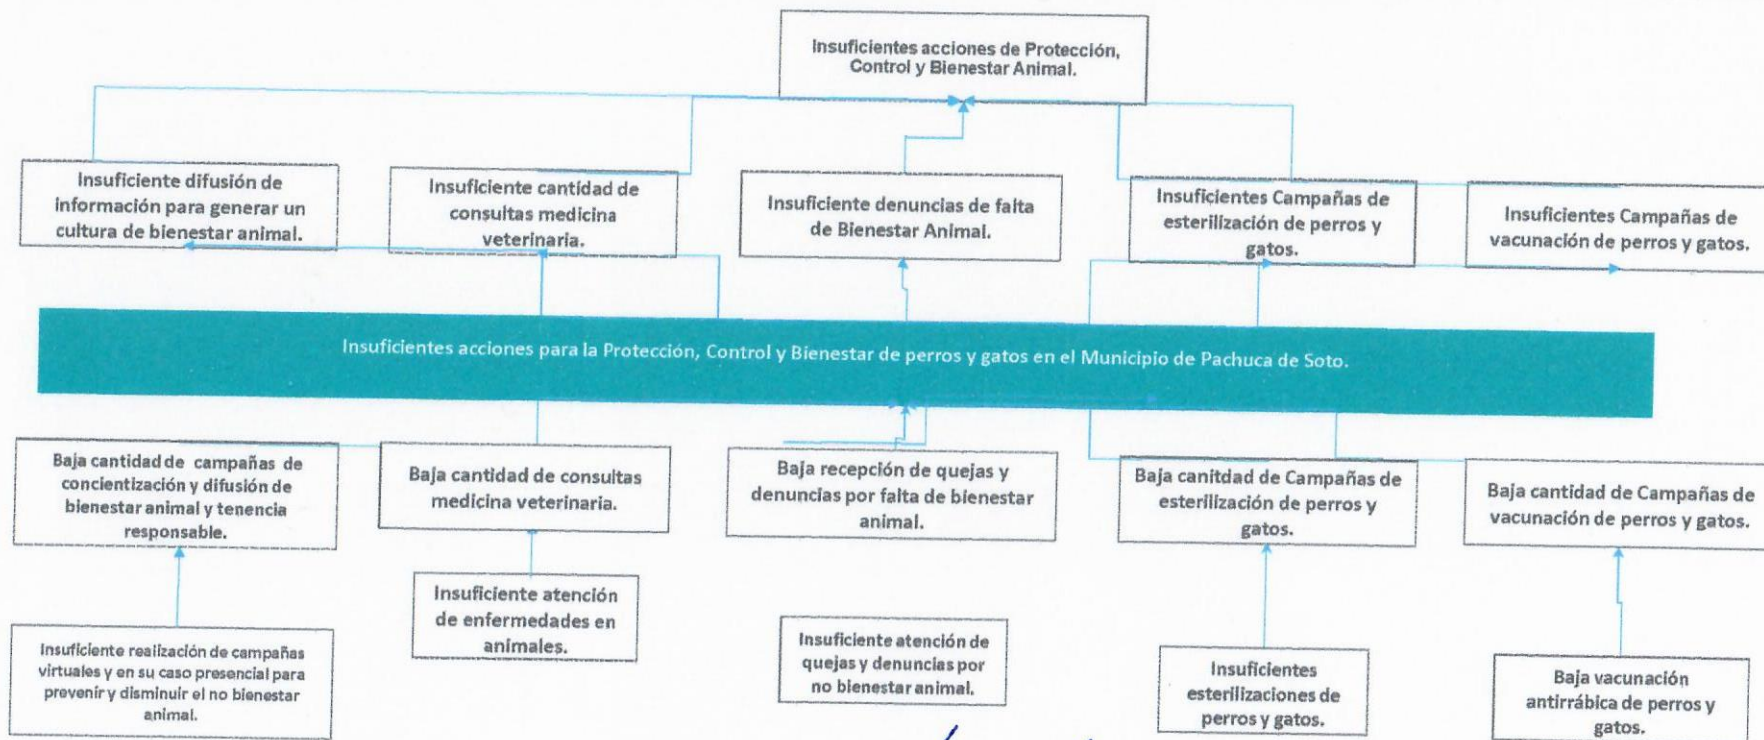 Insuficientes acciones de Protección,
Control y Bienestar Animal.
Insuficiente difusión de
información para generar un
cultura de bienestar animal.
Insuficiente cantidad de
consultas medicina
veterinaria.
Insuficiente denuncias de falta
de Bienestar Animal.
Insuficientes Campañas de
esterilización de perros y
gatos.
Insuficientes Campañas de
vacunación de perros y gatos.
Insuficientes acciones para la Protección, Control y Bienestar de perros y gatos en el Municipio de Pachuca de Soto.
Baja cantidad de campañas de
concientización y difusión de
bienestar animal y tenencia
responsable.
Baja cantidad de consultas
medicina veterinaria.
Baja recepción de quejas y
denuncias por falta de bienestar
animal.
Baja canitdad de Campañas de
esterilización de perros y
gatos.
Baja cantidad de Campañas de
vacunación de perros y gatos.
Insuficiente realización de campañas
virtuales y en su caso presencial para
prevenir y disminuir el no bienestar
animal.
Insuficiente atención
de enfermedades en
animales.
Insuficiente atención de
quejas y denuncias por
no bienestar animal.
Insuficientes
esterilizaciones de
perros y gatos.
Baja vacunación
antirrábica de perros y
gatos.